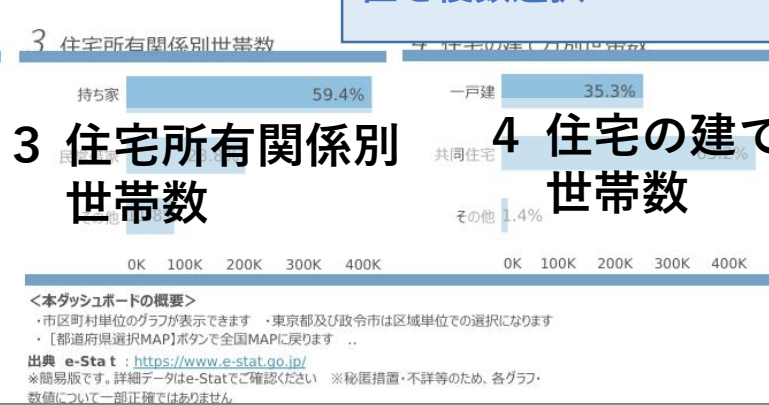 3 住宅所有関係別世帯数
持ち家 59.4%
3 住宅所有関係別
世帯数
0K 100K 200K 300K 400K
一戸建 35.3%
4 住宅の建て
世帯数
共同住宅
その他 1.4%
0K 100K 200K 300K 400K
<本ダッシュボードの概要>
・市区町村単位のグラフが表示できます ・東京都及び政令市は区域単位での選択になります
・［都道府県選択MAP］ボタンで全国MAPに戻ります ‥
出典 e-Stat：https://www.e-stat.go.jp/
※簡易版です。詳細データはe-Statでご確認ください ※秘匿措置・不詳等のため、各グラフ・
数値について一部正確ではありません